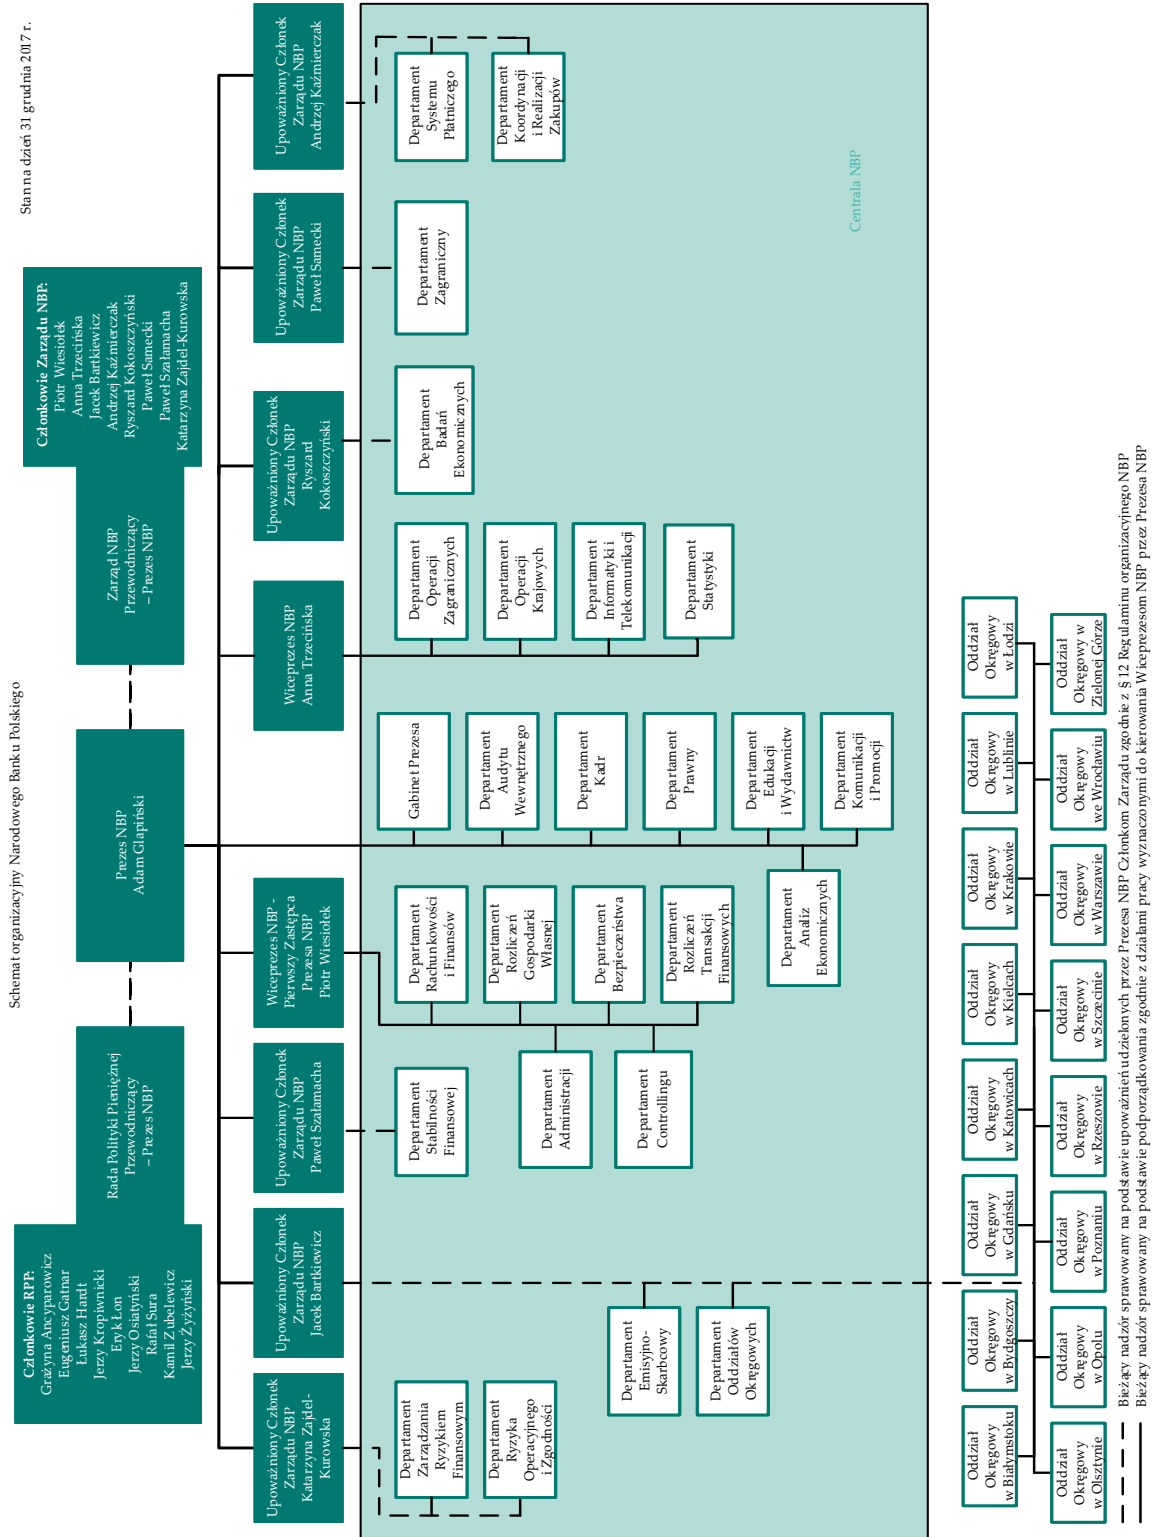 Schemat organizacyjny Narodowego Banku Polskiego
Stan na dzień 31 grudnia 2017 r.
Członkowie RPP:
Grażyna Ancyparowicz
Eugeniusz Gatnar
Łukasz Hardt
Jerzy Kropiwnicki
Eryk Łon
Jerzy Osiatyński
Rafał Sura
Kamil Zubelewicz
Jerzy Żyżyński
Rada Polityki Pieniężnej
Przewodniczący
– Prezes NBP
Prezes NBP
Adam Glapiński
Zarząd NBP
Przewodniczący
– Prezes NBP
Członkowie Zarządu NBP:
Piotr Wiesiołek
Anna Trzecińska
Jacek Bartkiewicz
Andrzej Kaźmierczak
Ryszard Kokoszczyński
Paweł Samecki
Paweł Szałamacha
Katarzyna Zajdel-Kurowska
Upoważniony Członek
Zarządu NBP
Katarzyna Zajdel-
Kurowska
Upoważniony Członek
Zarządu NBP
Jacek Bartkiewicz
Upoważniony Członek
Zarządu NBP
Paweł Szałamacha
Wiceprezes NBP -
Pierwszy Zastępca
Prezesa NBP
Piotr Wiesiołek
Wiceprezes NBP
Anna Trzecińska
Upoważniony Członek
Zarządu NBP
Ryszard
Kokoszczyński
Upoważniony Członek
Zarządu NBP
Paweł Samecki
Upoważniony Członek
Zarządu NBP
Andrzej Kaźmierczak
Departament
Zarządzania
Ryzykiem
Finansowym
Departament
Ryzyka
Operacyjnego
i Zgodności
Departament
Emisyjno-
Skarbcowy
Departament
Oddziałów
Okręgowych
Departament
Stabilności
Finansowej
Departament
Rachunkowości
i Finansów
Departament
Rozliczeń
Gospodarki
Własnej
Departament
Bezpieczeństwa
Departament
Rozliczeń
Transakcji
Finansowych
Departament
Administracji
Departament
Controllingu
Gabinet Prezesa
Departament
Audytu
Wewnętrznego
Departament
Kadr
Departament
Prawny
Departament
Edukacji
i Wydawnictw
Departament
Komunikacji
i Promocji
Departament
Analiz
Ekonomicznych
Departament
Operacji
Zagranicznych
Departament
Operacji
Krajowych
Departament
Informatyki i
Telekomunikacji
Departament
Statystyki
Departament
Badań
Ekonomicznych
Departament
Zagraniczny
Departament
Systemu
Płatniczego
Departament
Koordynacji
i Realizacji
Zakupów
Centrala NBP
Oddział
Okręgowy
w Białymstoku
Oddział
Okręgowy
w Bydgoszczy
Oddział
Okręgowy
w Gdańsku
Oddział
Okręgowy
w Katowicach
Oddział
Okręgowy
w Kielcach
Oddział
Okręgowy
w Krakowie
Oddział
Okręgowy
w Lublinie
Oddział
Okręgowy
w Łodzi
Oddział
Okręgowy
w Olsztynie
Oddział
Okręgowy
w Opolu
Oddział
Okręgowy
w Poznaniu
Oddział
Okręgowy
w Rzeszowie
Oddział
Okręgowy
w Szczecinie
Oddział
Okręgowy
w Warszawie
Oddział
Okręgowy
we Wrocławiu
Oddział
Okręgowy w
Zielonej Górze
Bieżący nadzór sprawowany na podstawie upoważnień udzielonych przez Prezesa NBP Członkom Zarządu zgodnie z § 12 Regulaminu organizacyjnego NBP
Bieżący nadzór sprawowany na podstawie podporządkowania zgodnie z działami pracy wyznaczonymi do kierowania Wiceprezesom NBP przez Prezesa NBP